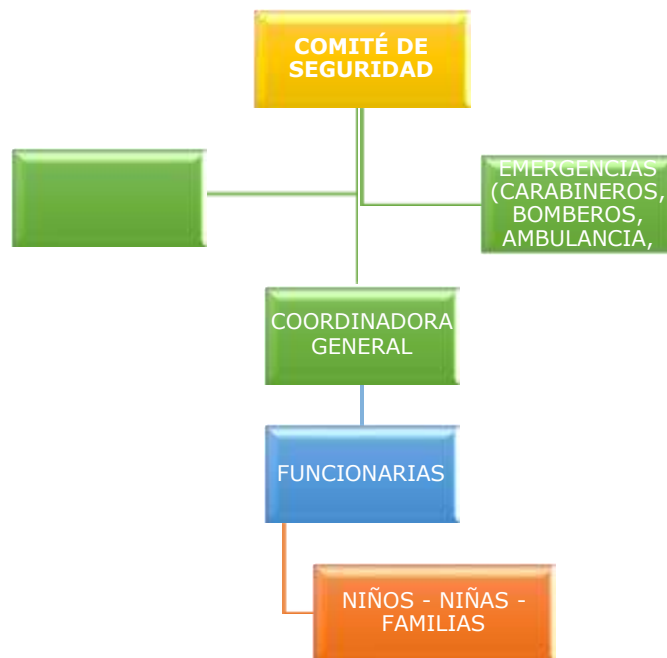 COMITÉ DE
SEGURIDAD
EMERGENCIAS
(CARABINEROS,
BOMBEROS,
AMBULANCIA,
COORDINADORA
GENERAL
FUNCIONARIAS
NIÑOS - NIÑAS -
FAMILIAS